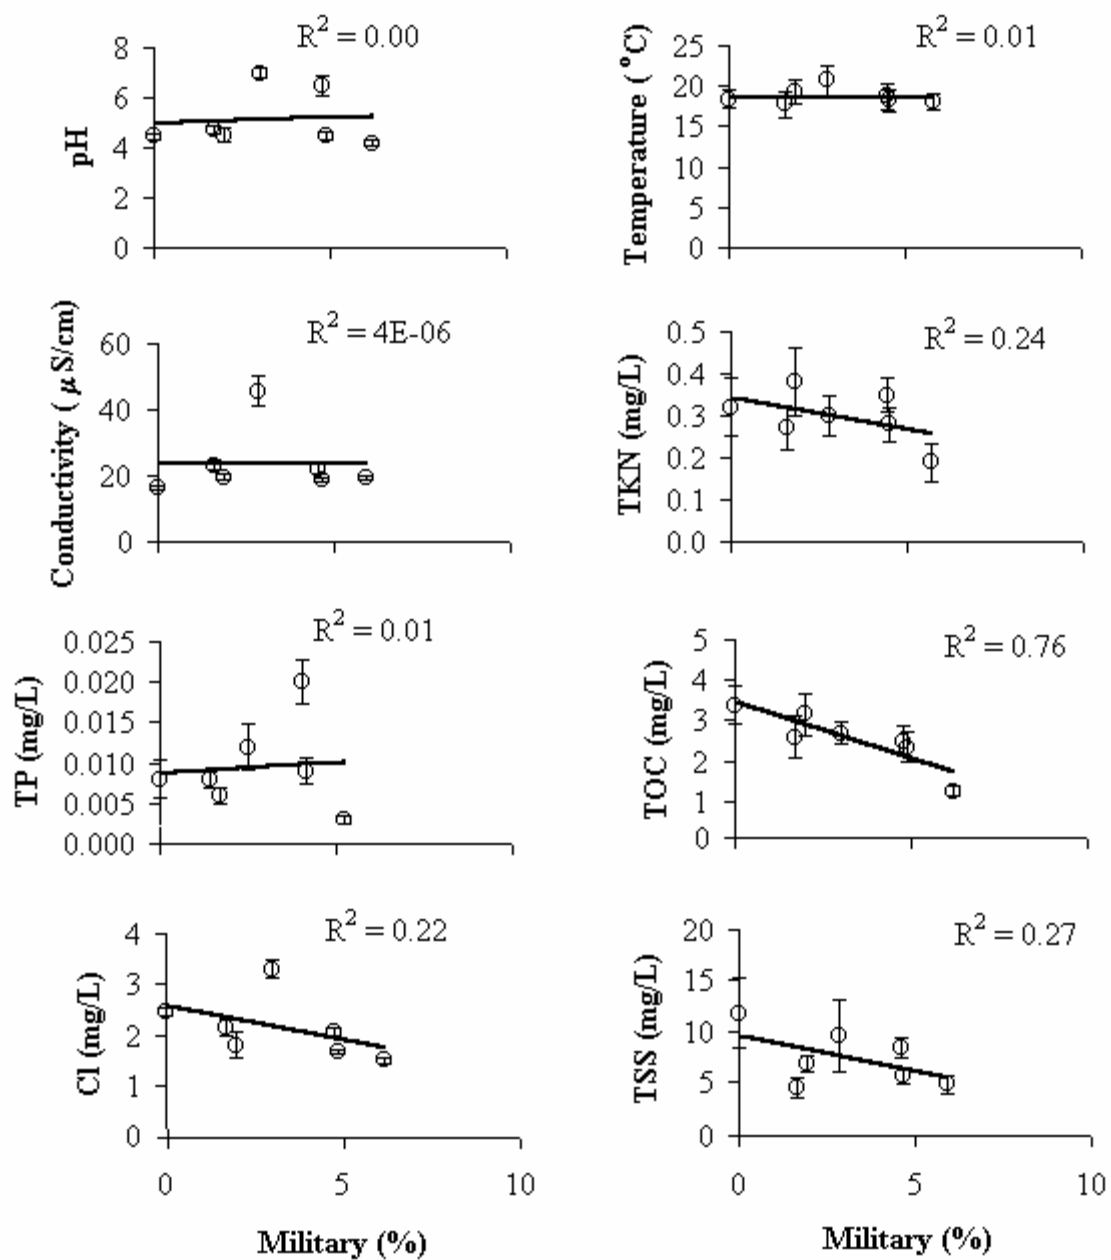 R² = 0.00
8
6
4
2
0
pH
R² = 0.01
25
20
15
10
5
0
Temperature ( °C)
R² = 4E-06
60
40
20
0
Conductivity ( μS/cm)
R² = 0.24
0.5
0.4
0.3
0.2
0.1
0.0
TKN (mg/L)
R² = 0.01
0.025
0.020
0.015
0.010
0.005
0.000
TP (mg/L)
R² = 0.76
5
4
3
2
1
0
TOC (mg/L)
R² = 0.22
4
3
2
1
0
Cl (mg/L)
0 5 10
Military (%)
R² = 0.27
20
15
10
5
0
TSS (mg/L)
0 5 10
Military (%)